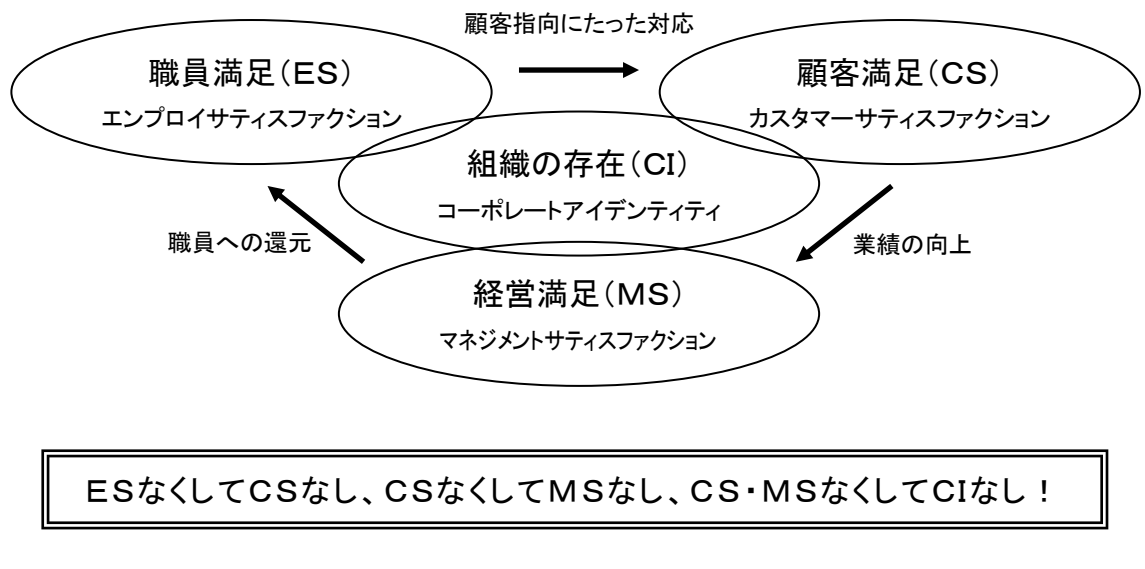 顧客指向にたった対応
職員満足（ＥＳ）
エンプロイサティスファクション
顧客満足（ＣＳ）
カスタマーサティスファクション
組織の存在（ＣＩ）
コーポレートアイデンティティ
職員への還元
業績の向上
経営満足（ＭＳ）
マネジメントサティスファクション
ＥＳなくしてＣＳなし、ＣＳなくしてＭＳなし、ＣＳ・ＭＳなくしてＣＩなし！